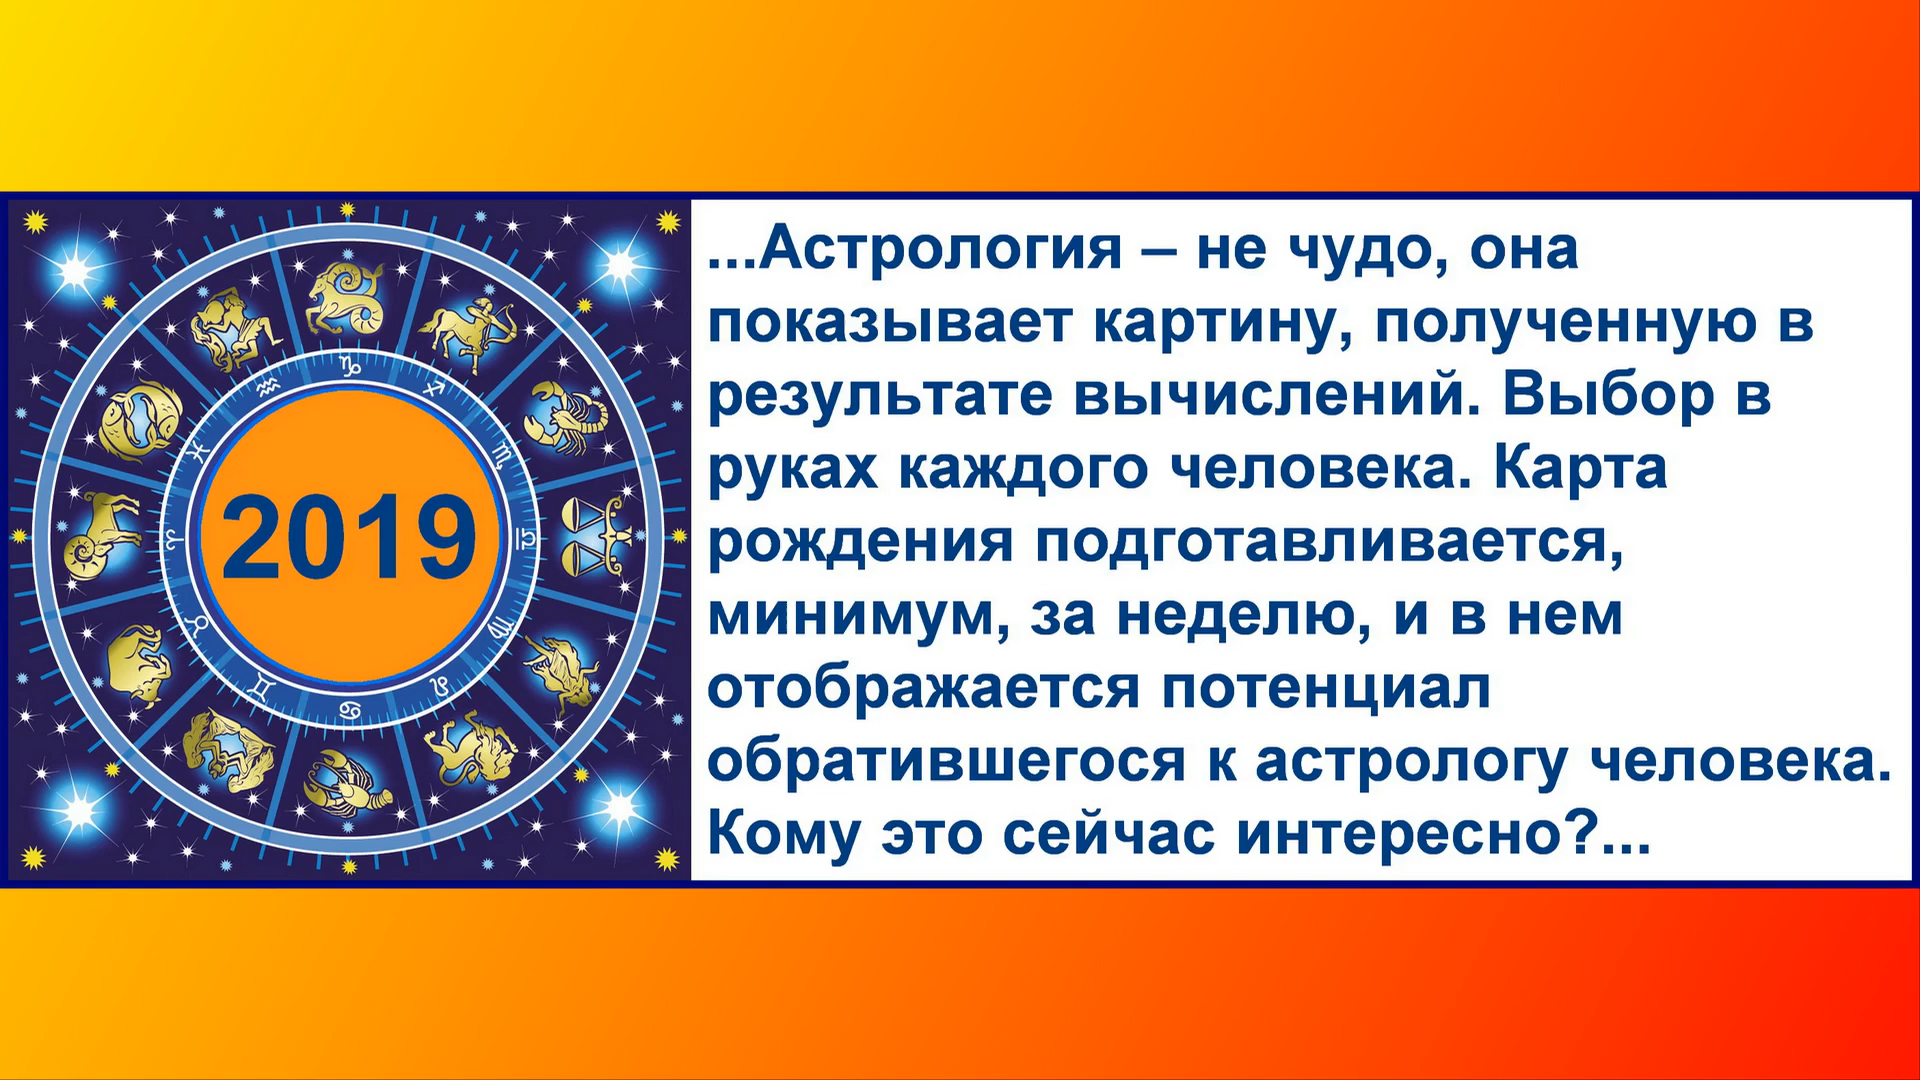 2019
...Астрология – не чудо, она
показывает картину, полученную в
результате вычислений. Выбор в
руках каждого человека. Карта
рождения подготавливается,
минимум, за неделю, и в нем
отображается потенциал
обратившегося к астрологу человека.
Кому это сейчас интересно?...